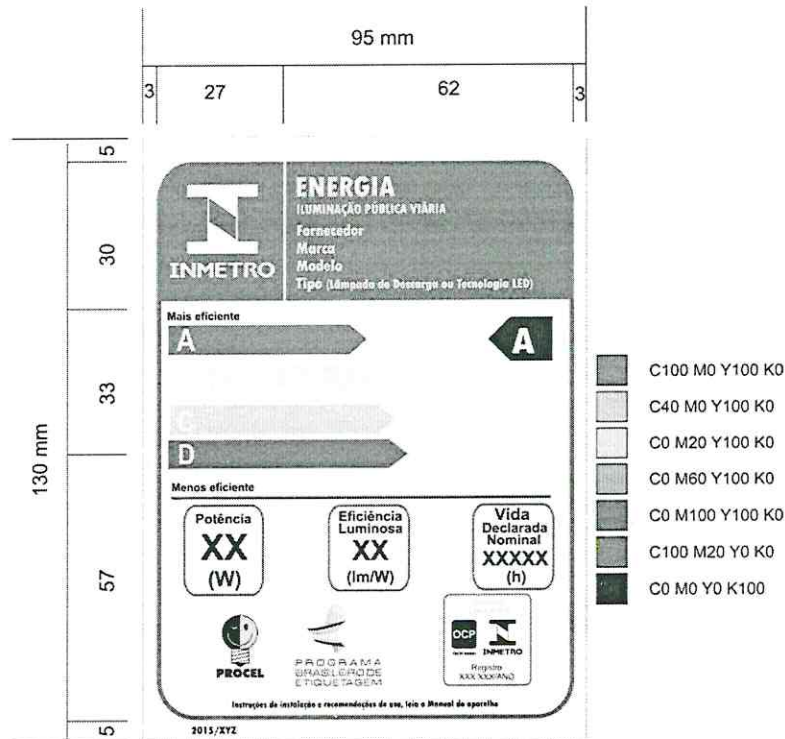 95 mm
3 27 62 3
5
30
33
130 mm
57
5
INMETRO
ENERGIA
ILUMINAÇÃO PÚBLICA VIÁRIA
Fornecedor
Marca
Modelo
Tipo (Lâmpada de Descarga ou Tecnologia LED)
Mais eficiente
A
A
C
D
Menos eficiente
Potência
XX
(W)
Eficiência
Luminosa
XX
(lm/W)
Vida
Declarada
Nominal
XXXXX
(h)
PROCEL
PROGRAMA
BRASILEIRO DE
ETIQUETAGEM
OCP
INMETRO
Registro
XXX XXX/ANO
Instruções de instalação e recomendações de uso, leia o Manual do aparelho
2015/XYZ
C100 M0 Y100 K0
C40 M0 Y100 K0
C0 M20 Y100 K0
C0 M60 Y100 K0
C0 M100 Y100 K0
C100 M20 Y0 K0
C0 M0 Y0 K100